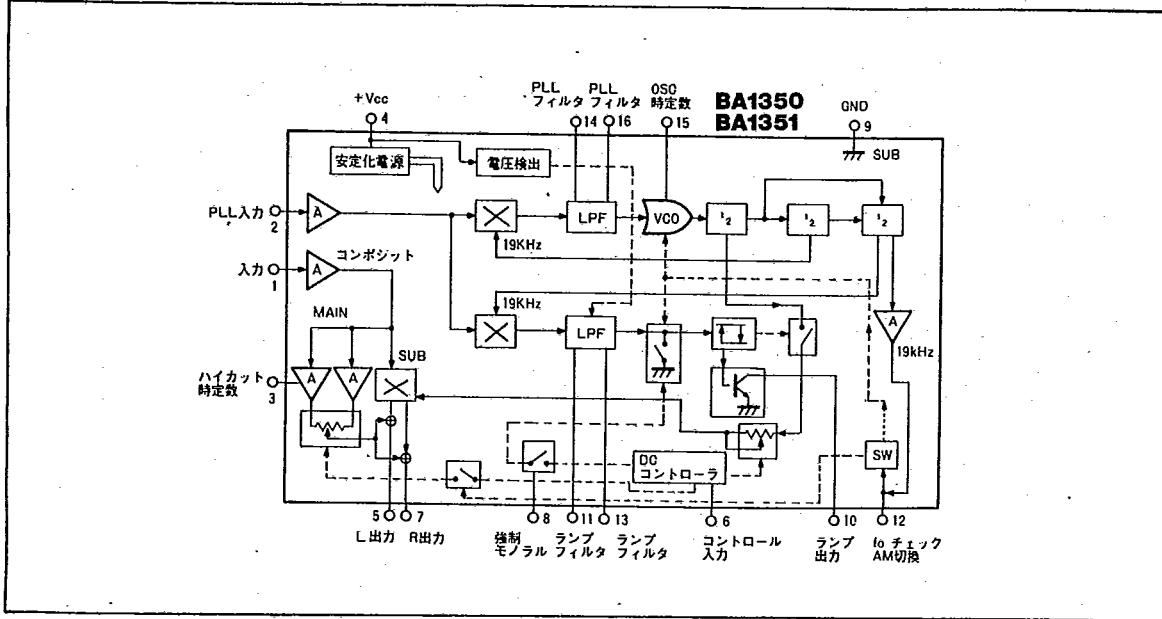 PLL
フィルタ
PLL
フィルタ
OSC
時定数
BA1350
BA1351
+Vcc
4
14
16
15
GND
9
SUB
安定化電源
電圧検出
PLL入力
2
A
LPF
VCO
1/2
1/2
1/2
19KHz
コンポジット
入力
1
A
19KHz
MAIN
LPF
A
19kHz
SUB
ハイカット
時定数
3
A
A
DC
コントローラ
SW
5
7
8
11
13
6
10
12
L出力
R出力
強制
モノラル
ランプ
フィルタ
ランプ
フィルタ
コントロール
入力
ランプ
出力
fo チェック
AM切換